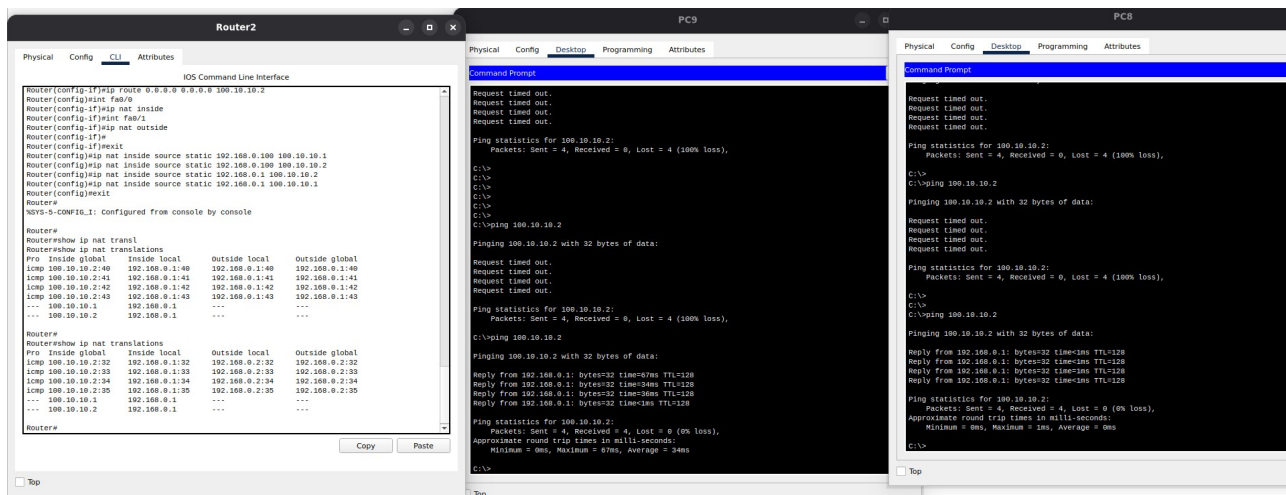 Router2
Physical Config CLI Attributes
IOS Command Line Interface
Router(config-if)#ip route 0.0.0.0 0.0.0.0 100.10.10.2
Router(config)#int fa0/0
Router(config-if)#ip nat inside
Router(config-if)#int fa0/1
Router(config-if)#ip nat outside
Router(config-if)#
Router(config-if)#exit
Router(config)#ip nat inside source static 192.168.0.100 100.10.10.1
Router(config)#ip nat inside source static 192.168.0.100 100.10.10.2
Router(config)#ip nat inside source static 192.168.0.1 100.10.10.2
Router(config)#ip nat inside source static 192.168.0.1 100.10.10.1
Router(config)#exit
Router#
%SYS-5-CONFIG_I: Configured from console by console
Router#
Router#show ip nat transl
Router#show ip nat translations
Pro Inside global Inside local Outside local Outside global
icmp 100.10.10.2:40 192.168.0.1:40 192.168.0.1:40 192.168.0.1:40
icmp 100.10.10.2:41 192.168.0.1:41 192.168.0.1:41 192.168.0.1:41
icmp 100.10.10.2:42 192.168.0.1:42 192.168.0.1:42 192.168.0.1:42
icmp 100.10.10.2:43 192.168.0.1:43 192.168.0.1:43 192.168.0.1:43
--- 100.10.10.1 192.168.0.1 --- ---
--- 100.10.10.2 192.168.0.1 --- ---
Router#
Router#show ip nat translations
Pro Inside global Inside local Outside local Outside global
icmp 100.10.10.2:32 192.168.0.1:32 192.168.0.2:32 192.168.0.2:32
icmp 100.10.10.2:33 192.168.0.1:33 192.168.0.2:33 192.168.0.2:33
icmp 100.10.10.2:34 192.168.0.1:34 192.168.0.2:34 192.168.0.2:34
icmp 100.10.10.2:35 192.168.0.1:35 192.168.0.2:35 192.168.0.2:35
--- 100.10.10.1 192.168.0.1 --- ---
--- 100.10.10.2 192.168.0.1 --- ---
Router#
Copy Paste
Top
PC9
Physical Config Desktop Programming Attributes
Command Prompt
Request timed out.
Request timed out.
Request timed out.
Request timed out.
Ping statistics for 100.10.10.2:
Packets: Sent = 4, Received = 0, Lost = 4 (100% loss),
C:\>
C:\>
C:\>
C:\>
C:\>
C:\>ping 100.10.10.2
Pinging 100.10.10.2 with 32 bytes of data:
Request timed out.
Request timed out.
Request timed out.
Request timed out.
Ping statistics for 100.10.10.2:
Packets: Sent = 4, Received = 0, Lost = 4 (100% loss),
C:\>ping 100.10.10.2
Pinging 100.10.10.2 with 32 bytes of data:
Reply from 192.168.0.1: bytes=32 time=67ms TTL=128
Reply from 192.168.0.1: bytes=32 time=34ms TTL=128
Reply from 192.168.0.1: bytes=32 time=36ms TTL=128
Reply from 192.168.0.1: bytes=32 time<1ms TTL=128
Ping statistics for 100.10.10.2:
Packets: Sent = 4, Received = 4, Lost = 0 (0% loss),
Approximate round trip times in milli-seconds:
Minimum = 0ms, Maximum = 67ms, Average = 34ms
C:\>
Top
PC8
Physical Config Desktop Programming Attributes
Command Prompt
Request timed out.
Request timed out.
Request timed out.
Request timed out.
Ping statistics for 100.10.10.2:
Packets: Sent = 4, Received = 0, Lost = 4 (100% loss),
C:\>
C:\>ping 100.10.10.2
Pinging 100.10.10.2 with 32 bytes of data:
Request timed out.
Request timed out.
Request timed out.
Request timed out.
Ping statistics for 100.10.10.2:
Packets: Sent = 4, Received = 0, Lost = 4 (100% loss),
C:\>
C:\>
C:\>ping 100.10.10.2
Pinging 100.10.10.2 with 32 bytes of data:
Reply from 192.168.0.1: bytes=32 time<1ms TTL=128
Reply from 192.168.0.1: bytes=32 time<1ms TTL=128
Reply from 192.168.0.1: bytes=32 time=1ms TTL=128
Reply from 192.168.0.1: bytes=32 time<1ms TTL=128
Ping statistics for 100.10.10.2:
Packets: Sent = 4, Received = 4, Lost = 0 (0% loss),
Approximate round trip times in milli-seconds:
Minimum = 0ms, Maximum = 1ms, Average = 0ms
C:\>
Top